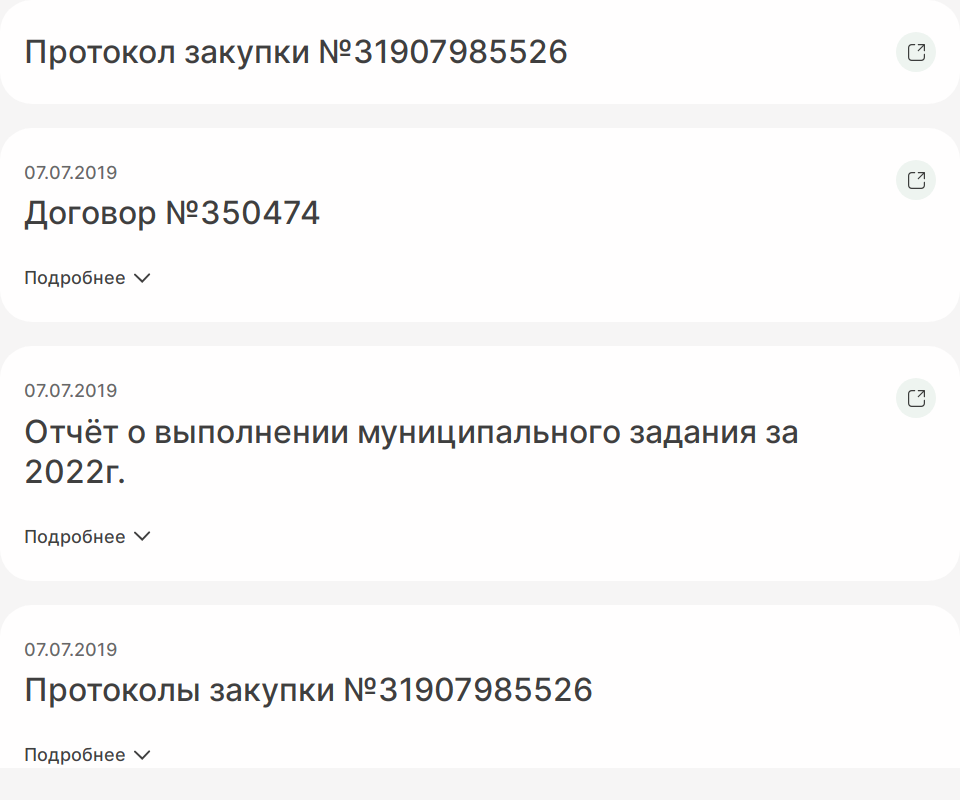 Протокол закупки №31907985526
07.07.2019
Договор №350474
Подробнее
07.07.2019
Отчёт о выполнении муниципального задания за
2022г.
Подробнее
07.07.2019
Протоколы закупки №31907985526
Подробнее